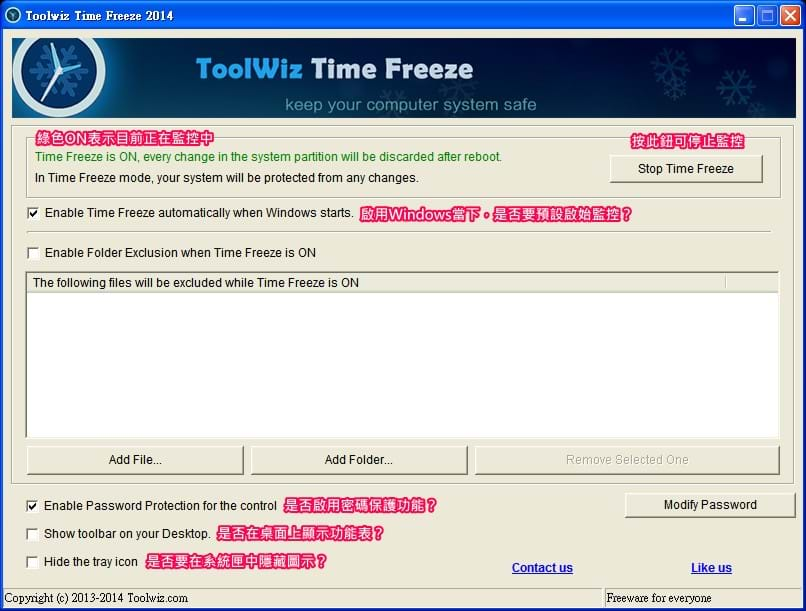 Toolwiz Time Freeze 2014
ToolWiz Time Freeze
keep your computer system safe
綠色ON表示目前正在監控中
按此鈕可停止監控
Time Freeze is ON, every change in the system partition will be discarded after reboot.
Stop Time Freeze
In Time Freeze mode, your system will be protected from any changes.
Enable Time Freeze automatically when Windows starts. 啟用Windows當下，是否要預設啟始監控？
Enable Folder Exclusion when Time Freeze is ON
The following files will be excluded while Time Freeze is ON
Add File...
Add Folder...
Remove Selected One
Enable Password Protection for the control 是否啟用密碼保護功能？
Modify Password
Show toolbar on your Desktop. 是否在桌面上顯示功能表？
Hide the tray icon 是否要在系統匣中隱藏圖示？
Contact us
Like us
Copyright (c) 2013-2014 Toolwiz.com
Freeware for everyone